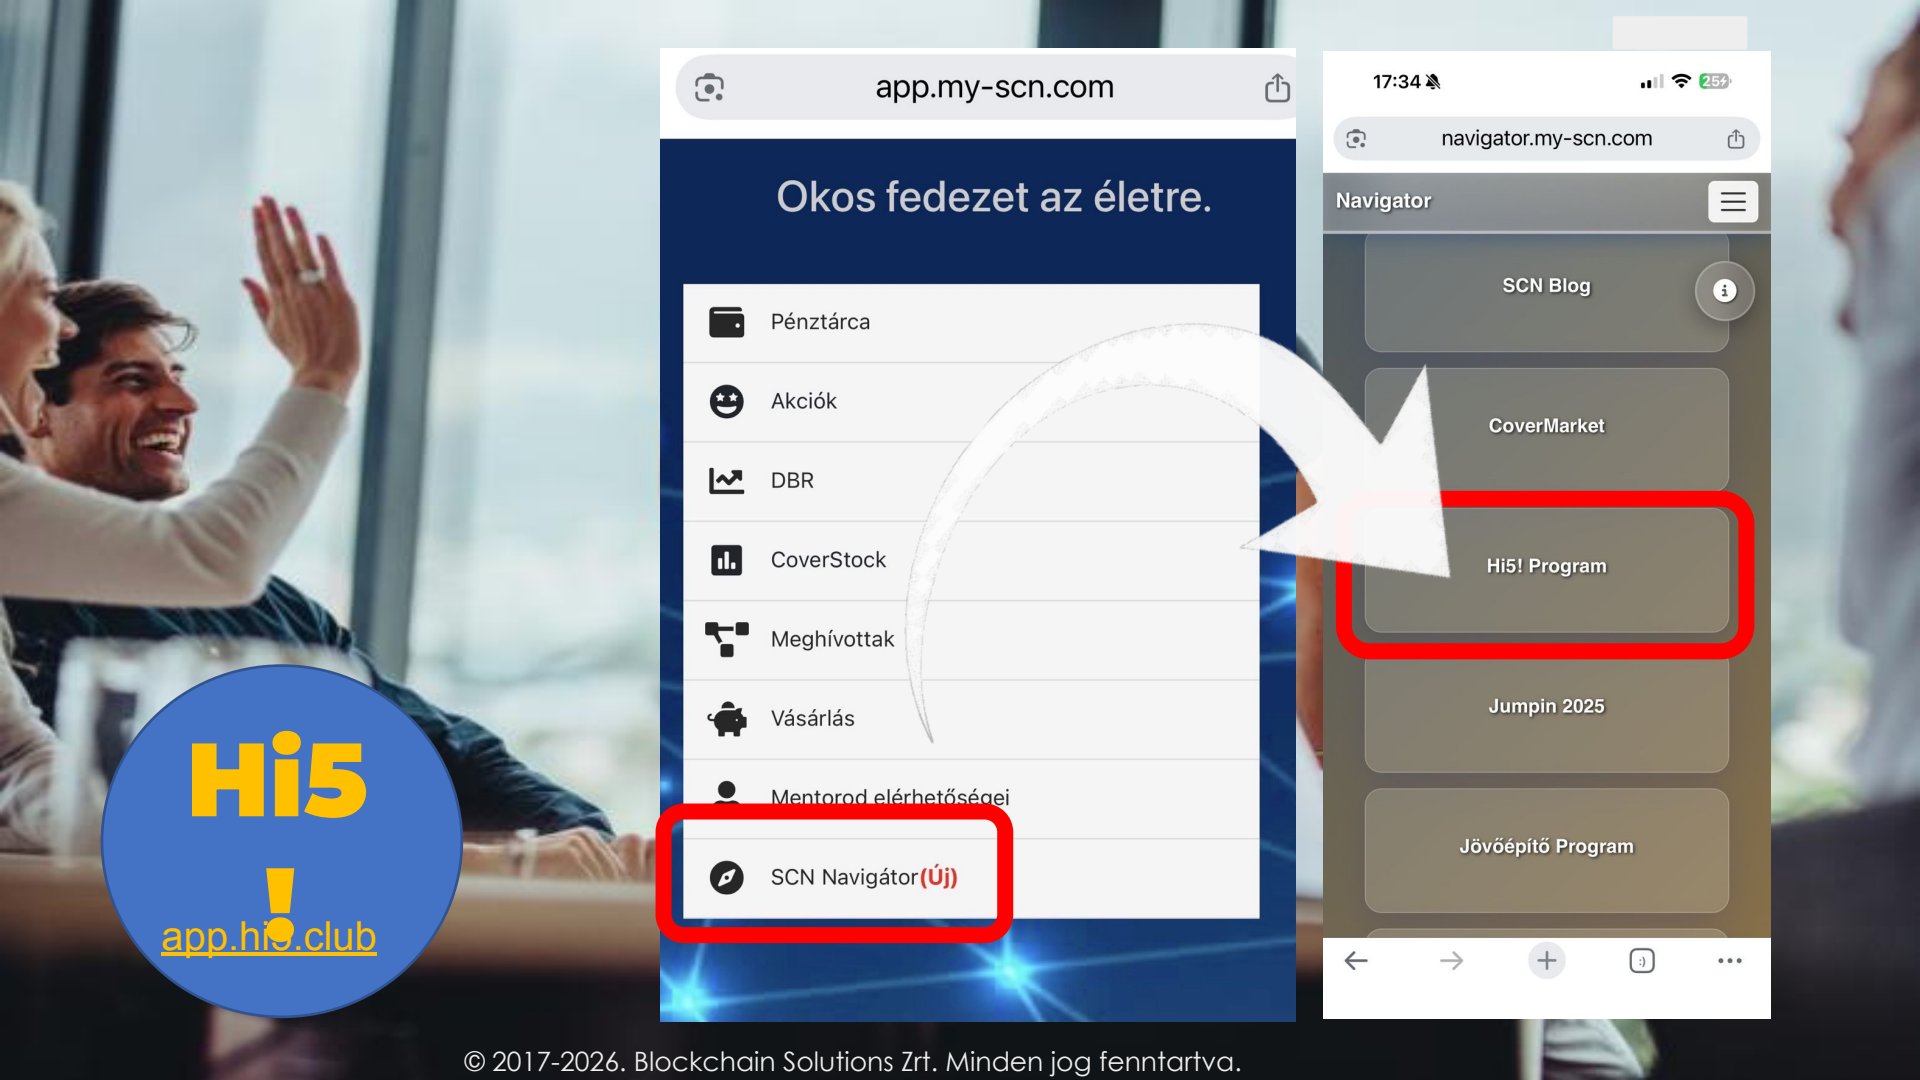 app.my-scn.com
Okos fedezet az életre.
Pénztárca
Akciók
DBR
CoverStock
Meghívottak
Vásárlás
Mentorod elérhetőségei
SCN Navigátor(Új)
17:34
25
navigator.my-scn.com
Navigator
SCN Blog
i
CoverMarket
Hi5! Program
Jumpin 2025
Jövőépítő Program
:)
Hi5
!
app.hi5.club
© 2017-2026. Blockchain Solutions Zrt. Minden jog fenntartva.